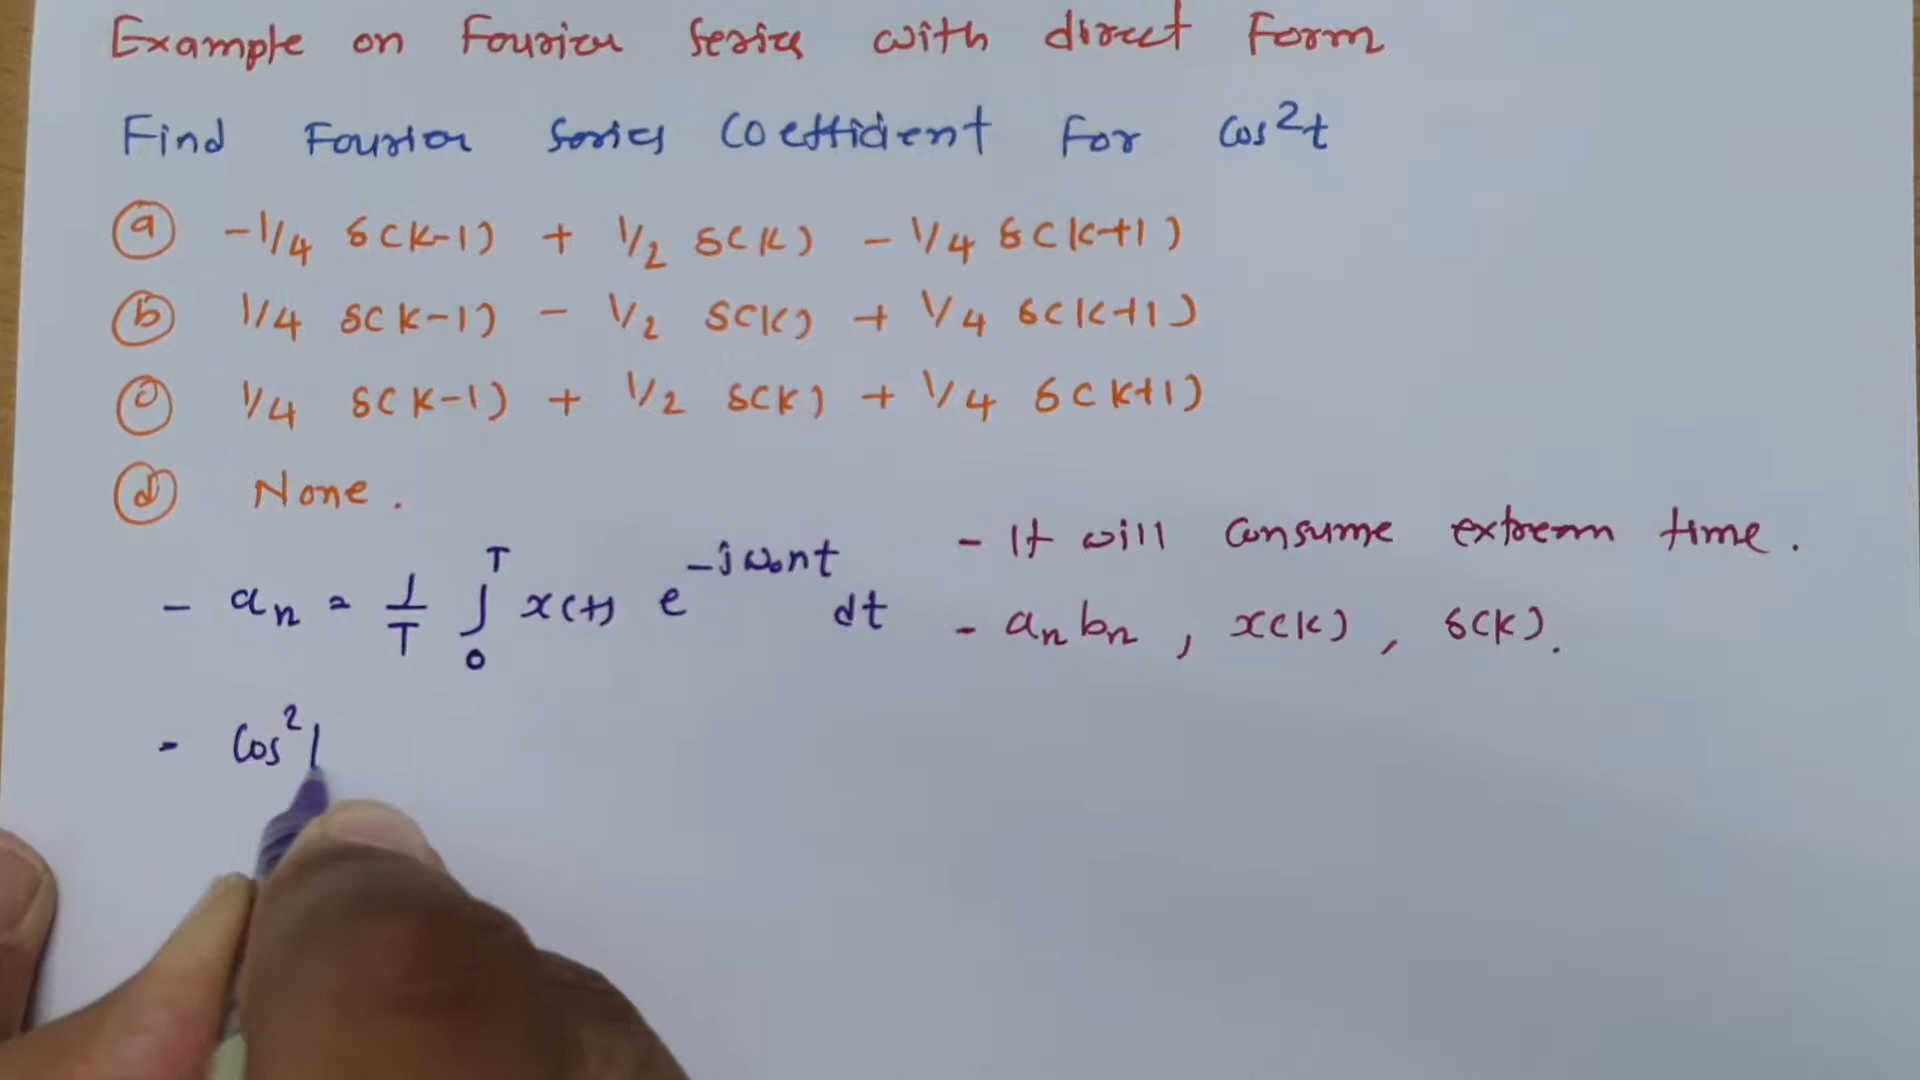 Example on Fourier Series with direct Form
Find Fourier Series Coefficient For cos²t
(a) -1/4 δ(k-1) + 1/2 δ(k) - 1/4 δ(k+1)
(b) 1/4 δ(k-1) - 1/2 δ(k) + 1/4 δ(k+1)
(c) 1/4 δ(k-1) + 1/2 δ(k) + 1/4 δ(k+1)
(d) None.
- aₙ = 1/T ∫₀ᵀ x(t) e^(-jω₀nt) dt
- It will consume extrem time.
- aₙ bₙ, x(k), δ(k).
- Cos²